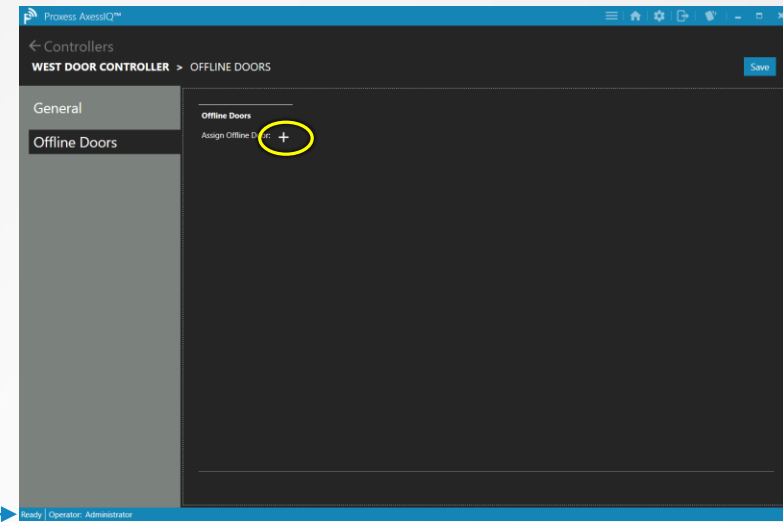 Proxess AxessIQ™
Controllers
WEST DOOR CONTROLLER > OFFLINE DOORS
Save
General
Offline Doors
Offline Doors
Assign Offline Door:
Ready Operator: Administrator